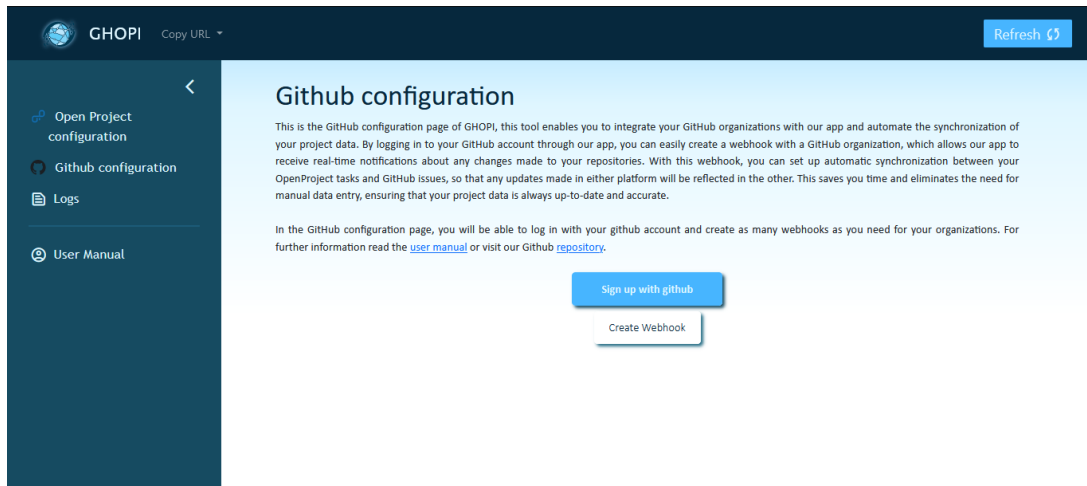 GHOPI Copy URL Refresh
Open Project
configuration
Github configuration
Logs
User Manual
Github configuration
This is the GitHub configuration page of GHOPI, this tool enables you to integrate your GitHub organizations with our app and automate the synchronization of
your project data. By logging in to your GitHub account through our app, you can easily create a webhook with a GitHub organization, which allows our app to
receive real-time notifications about any changes made to your repositories. With this webhook, you can set up automatic synchronization between your
OpenProject tasks and GitHub issues, so that any updates made in either platform will be reflected in the other. This saves you time and eliminates the need for
manual data entry, ensuring that your project data is always up-to-date and accurate.
In the GitHub configuration page, you will be able to log in with your github account and create as many webhooks as you need for your organizations. For
further information read the user manual or visit our Github repository.
Sign up with github
Create Webhook